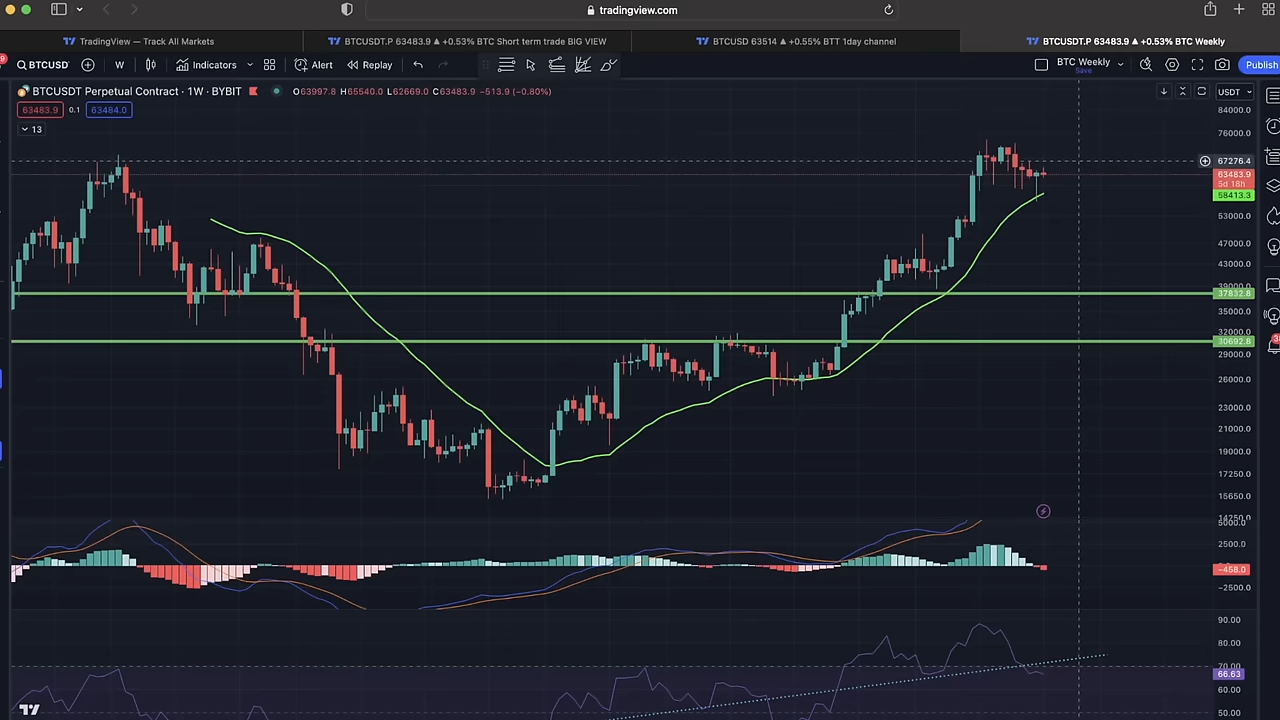 tradingview.com
TradingView — Track All Markets
BTCUSDT.P 63483.9 ▲ +0.53% BTC Short term trade BIG VIEW
BTCUSD 63514 ▲ +0.55% BTT 1day channel
BTCUSDT.P 63483.9 ▲ +0.53% BTC Weekly
BTCUSDT
W
Indicators
Alert
Replay
BTC Weekly
Save
Publish
BTCUSDT Perpetual Contract · 1W · BYBIT
O63997.8 H65540.0 L62669.0 C63483.9 −513.9 (−0.80%)
63483.9 0.1 63484.0
13
USDT
84000.0
76000.0
67276.4
63483.9
5d 18h
58413.3
53000.0
47000.0
43000.0
39000.0
37832.8
35000.0
32000.0
30692.8
29000.0
26000.0
23000.0
21000.0
19000.0
17250.0
15650.0
14250.0
5000.0
2500.0
−458.0
−2500.0
90.00
80.00
70.00
66.63
60.00
50.00